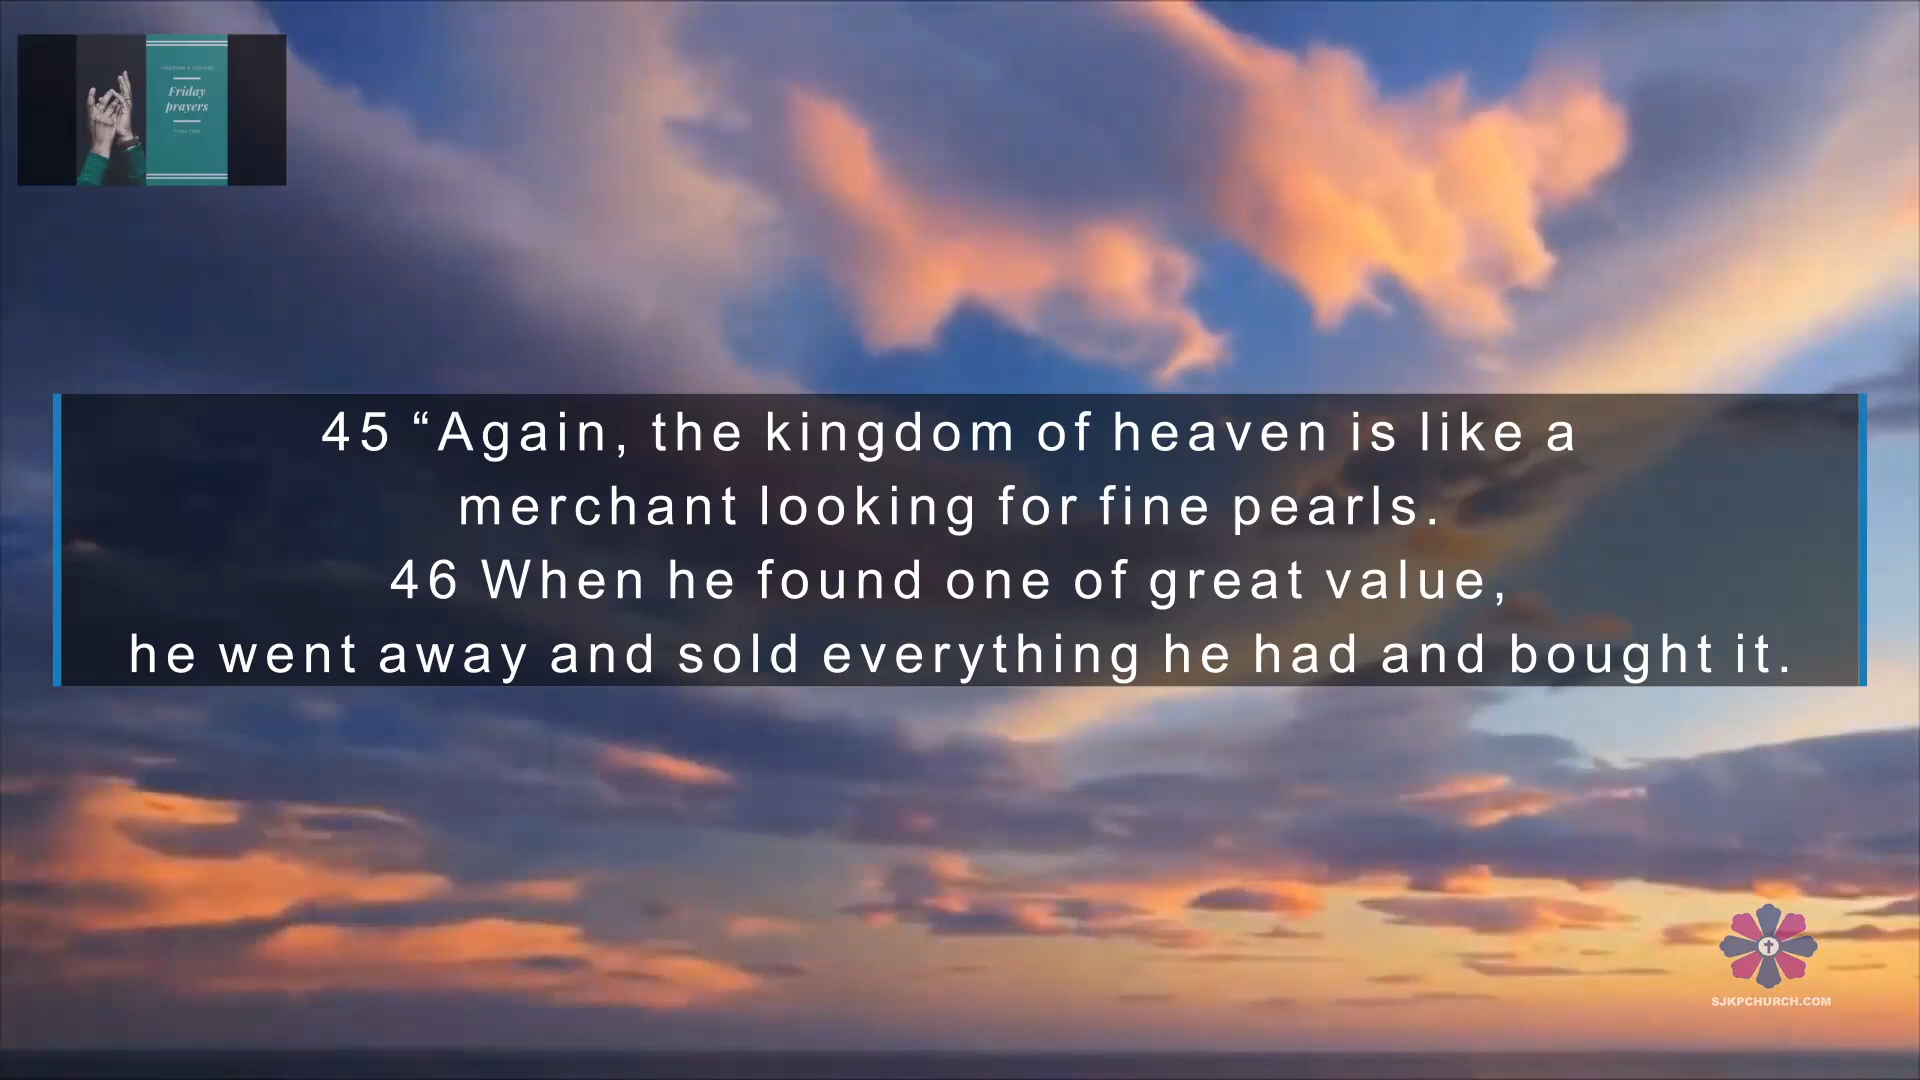 Friday
prayers
45 “Again, the kingdom of heaven is like a
merchant looking for fine pearls.
46 When he found one of great value,
he went away and sold everything he had and bought it.
SJKPCHURCH.COM